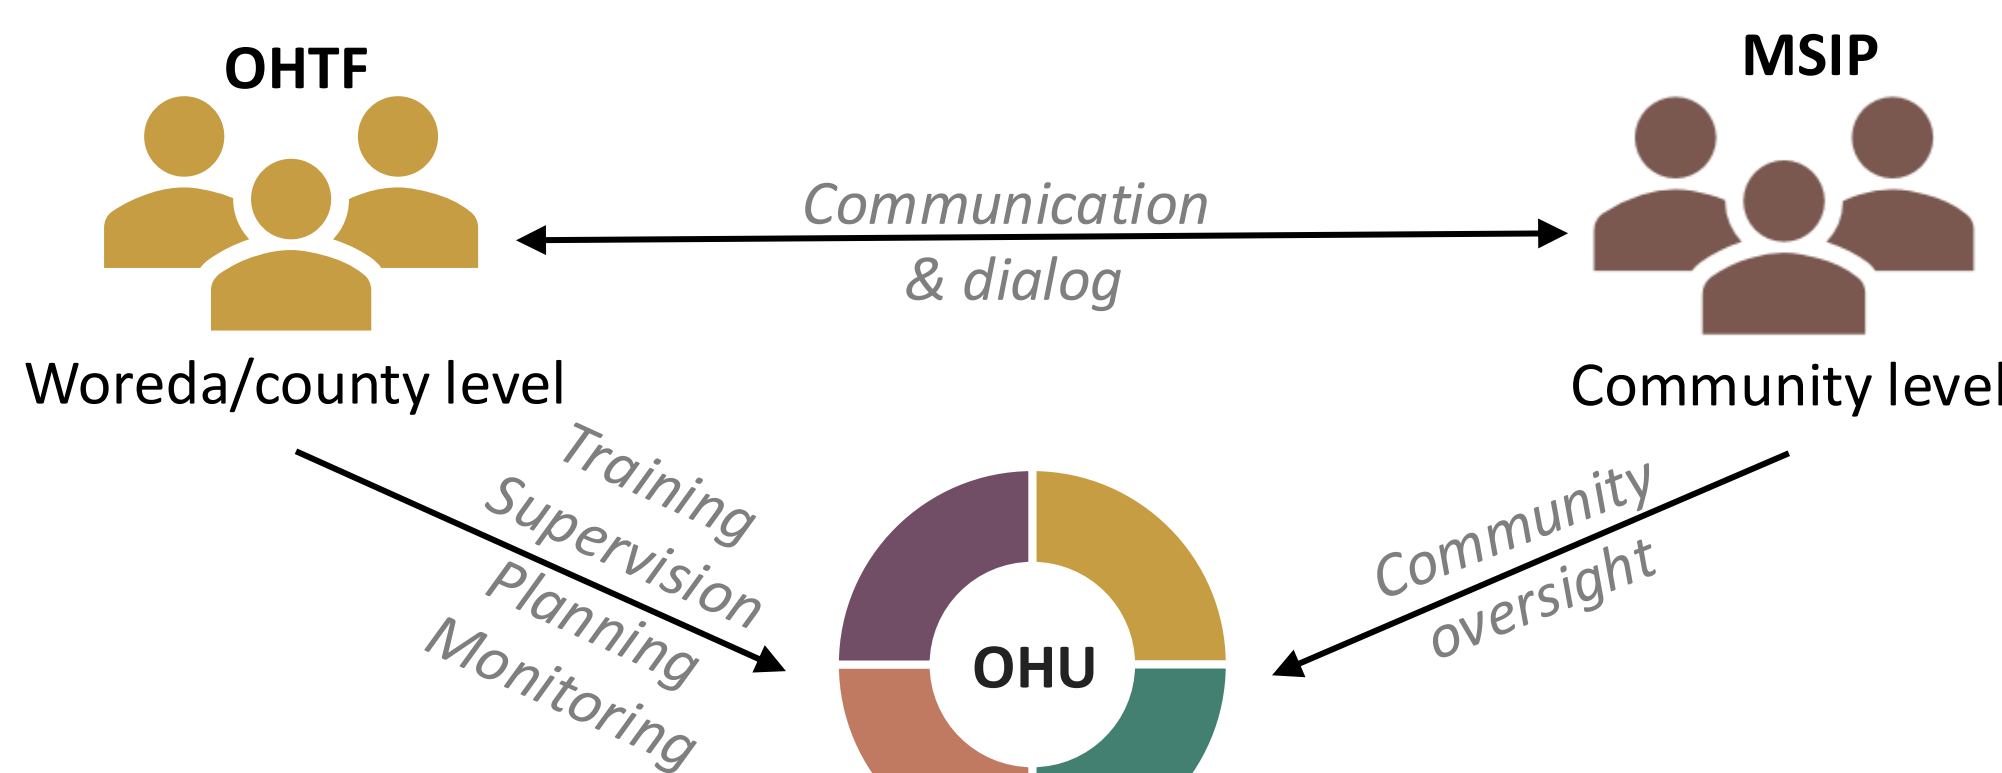 OHTF
MSIP
Communication
& dialog
Woreda/county level
Community level
Training
Supervision
Planning
Monitoring
Community
oversight
OHU